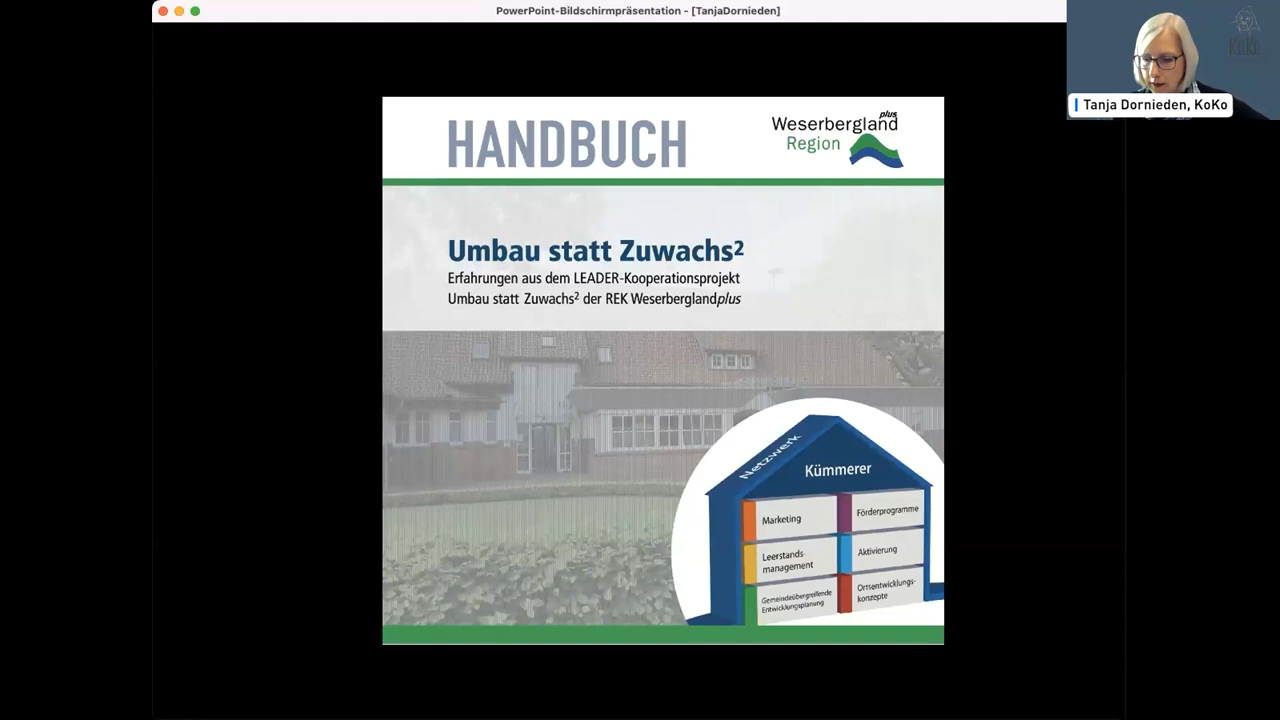 PowerPoint-Bildschirmpräsentation - [TanjaDornieden]
KoKo
Tanja Dornieden, KoKo
HANDBUCH
plus
Weserbergland
Region
Umbau statt Zuwachs²
Erfahrungen aus dem LEADER-Kooperationsprojekt
Umbau statt Zuwachs² der REK Weserberglandplus
Netzwerk
Kümmerer
Marketing
Förderprogramme
Leerstands-
management
Aktivierung
Gemeindeübergreifende
Entwicklungsplanung
Ortsentwicklungs-
konzepte